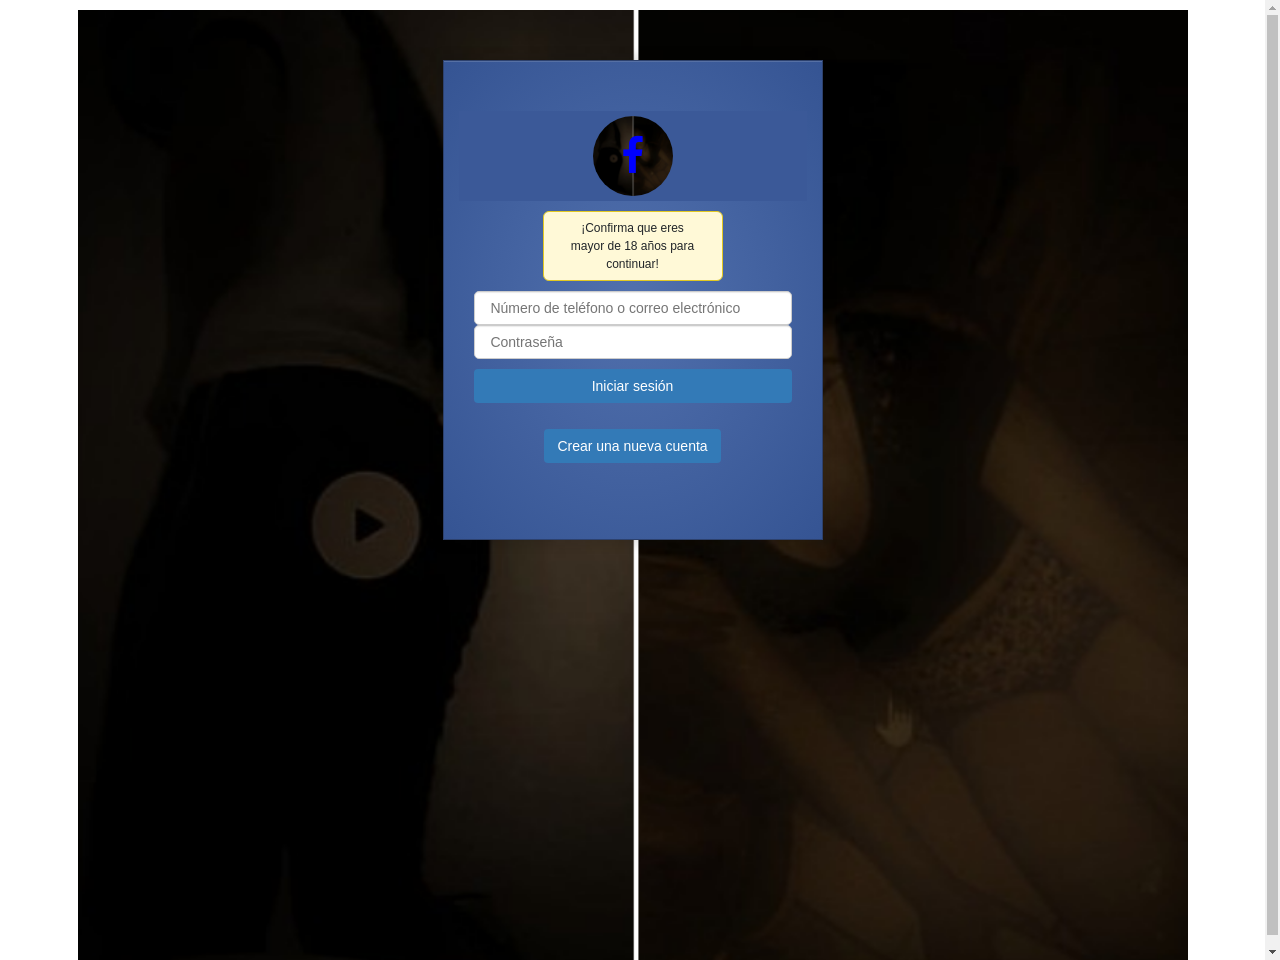 f
¡Confirma que eres
mayor de 18 años para
continuar!
Número de teléfono o correo electrónico
Contraseña
Iniciar sesión
Crear una nueva cuenta